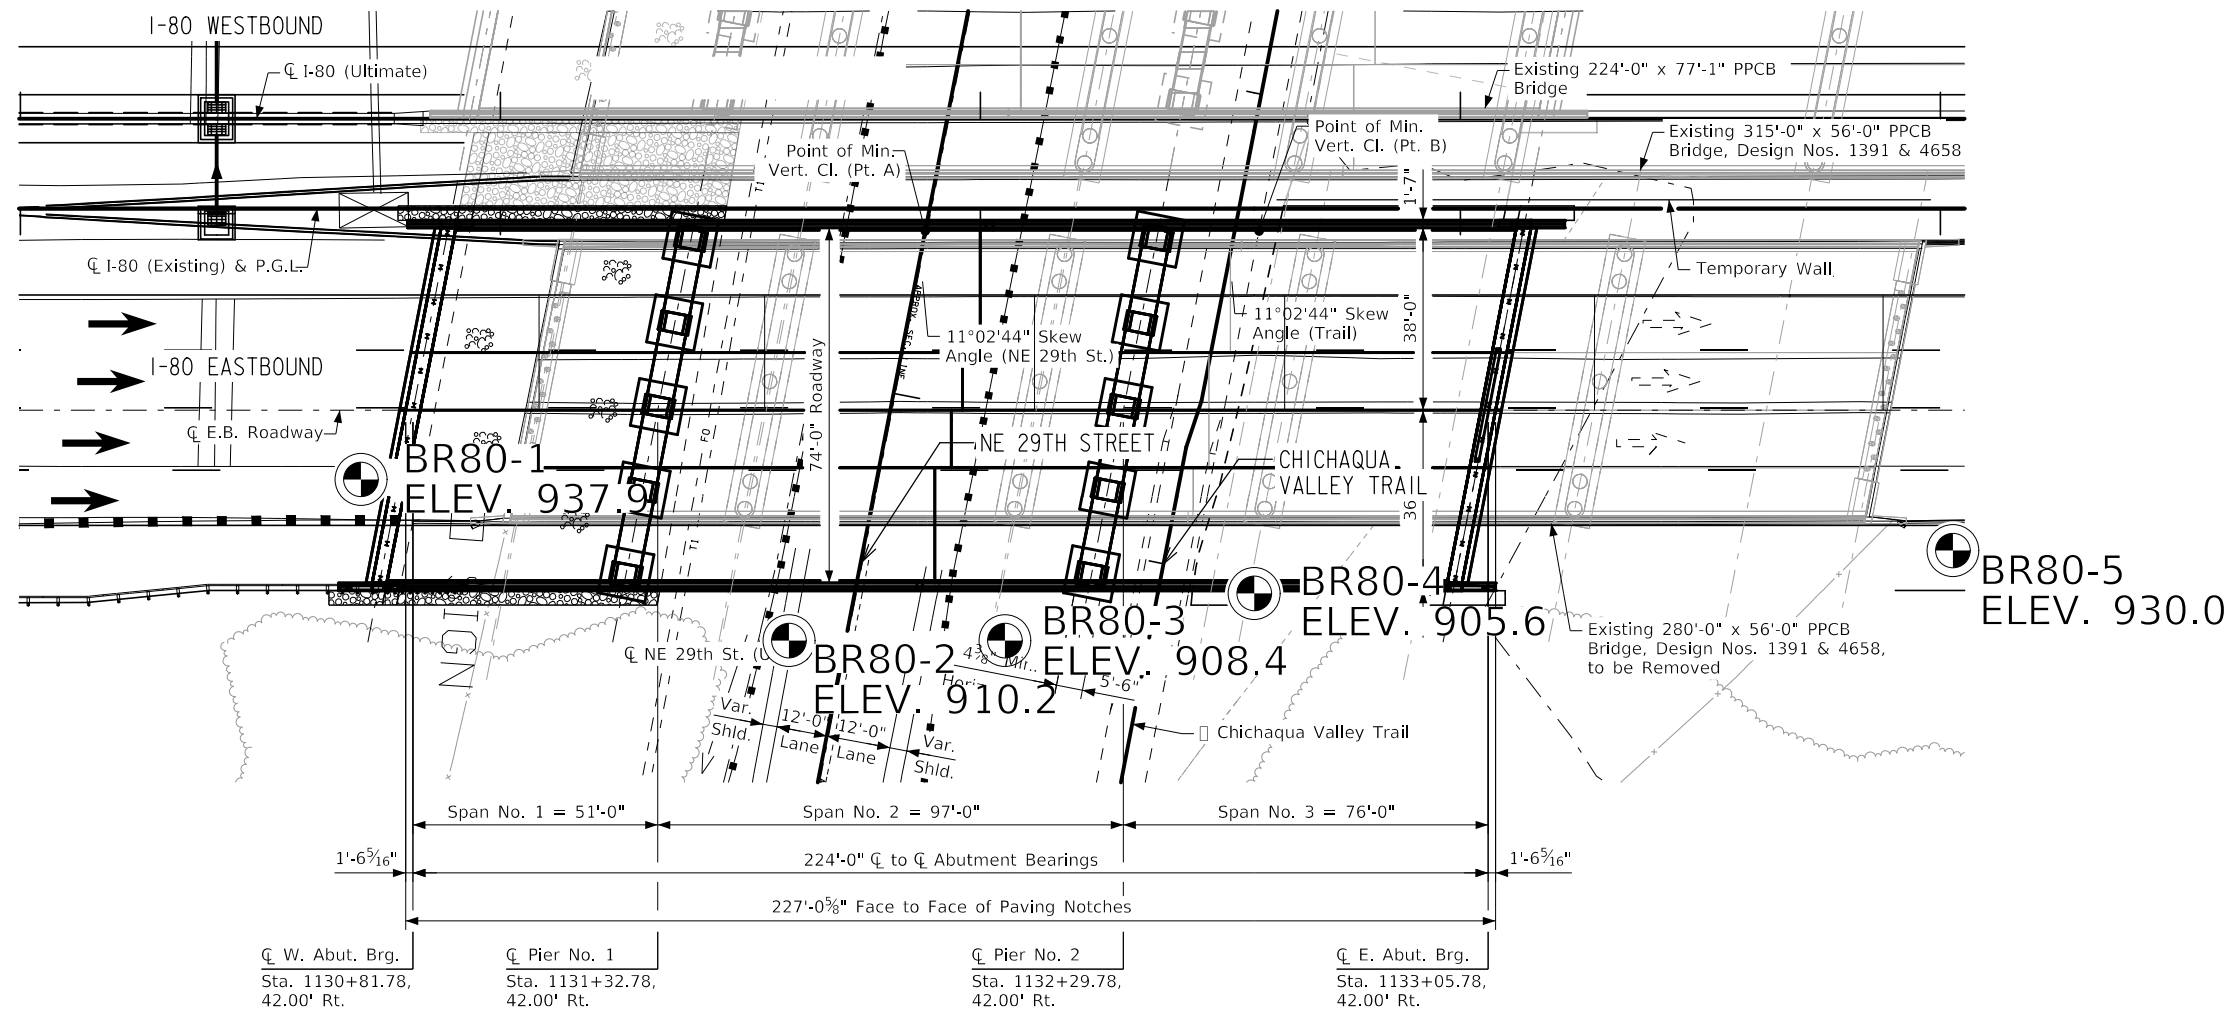 I-80 WESTBOUND
℄ I-80 (Ultimate)
Existing 224'-0" x 77'-1" PPCB
Bridge
Point of Min.
Vert. Cl. (Pt. A)
Point of Min.
Vert. Cl. (Pt. B)
Existing 315'-0" x 56'-0" PPCB
Bridge, Design Nos. 1391 & 4658
1'-7"
T1
℄ I-80 (Existing) & P.G.L.
Temporary Wall
11°02'44" Skew
Angle (NE 29th St.)
11°02'44" Skew
Angle (Trail)
38'-0"
I-80 EASTBOUND
74'-0" Roadway
℄ E.B. Roadway
NE 29TH STREET
CHICHAQUA
VALLEY TRAIL
36'
F0
T1
BR80-1
ELEV. 937.9
BR80-4
ELEV. 905.6
BR80-5
ELEV. 930.0
BR80-3
ELEV. 908.4
BR80-2
ELEV. 910.2
℄ NE 29th St.
4⅜" Min.
5'-6"
Existing 280'-0" x 56'-0" PPCB
Bridge, Design Nos. 1391 & 4658,
to be Removed
Var.
Shld.
12'-0"
Lane
12'-0"
Lane
Var.
Shld.
▯ Chichaqua Valley Trail
Span No. 1 = 51'-0"
Span No. 2 = 97'-0"
Span No. 3 = 76'-0"
1'-6⁵⁄₁₆"
224'-0" ℄ to ℄ Abutment Bearings
1'-6⁵⁄₁₆"
227'-0⅝" Face to Face of Paving Notches
℄ W. Abut. Brg.
Sta. 1130+81.78,
42.00' Rt.
℄ Pier No. 1
Sta. 1131+32.78,
42.00' Rt.
℄ Pier No. 2
Sta. 1132+29.78,
42.00' Rt.
℄ E. Abut. Brg.
Sta. 1133+05.78,
42.00' Rt.